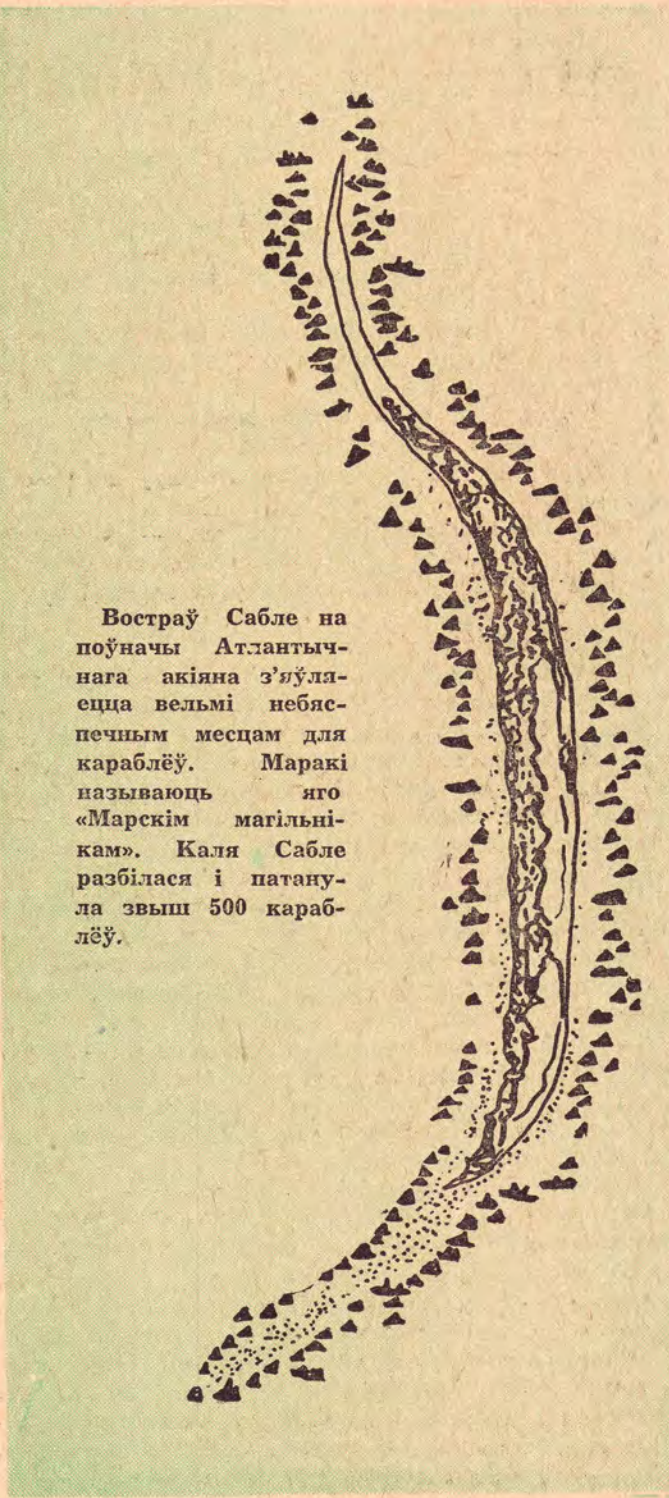 Востраў Сабле на
поўначы Атлантыч-
нага акіяна з'яўля-
ецца вельмі небяс-
печным месцам для
караблёў. Маракі
называюць яго
«Марскім магільні-
кам». Каля Сабле
разбілася і патану-
ла звыш 500 караб-
лёў.